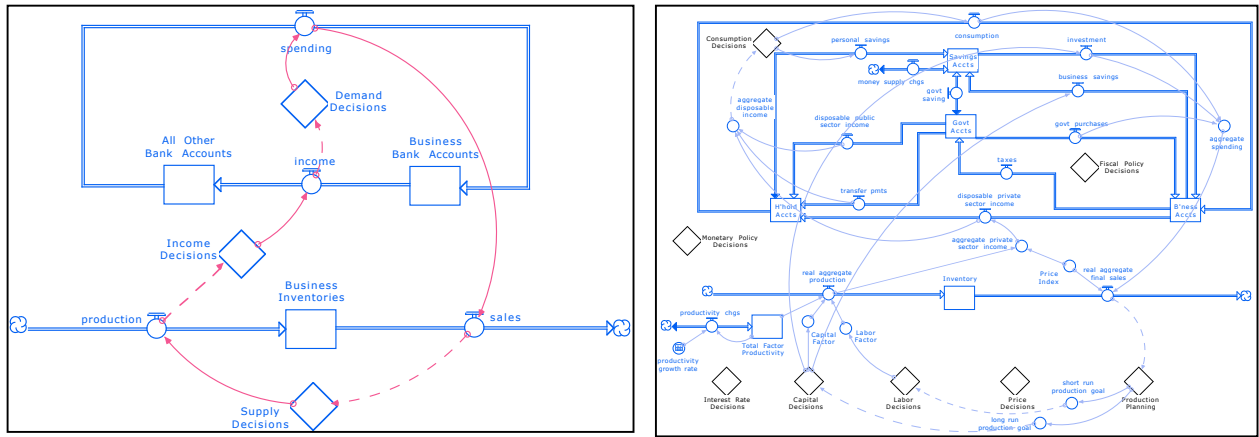 spending
Demand
Decisions
All Other
Bank Accounts
Business
Bank Accounts
income
Income
Decisions
Business
Inventories
production
sales
Supply
Decisions
Consumption
Decisions
personal savings
consumption
investment
Savings
Accts
money supply chgs
business savings
govt
saving
aggregate
disposable
income
disposable public
sector income
Govt
Accts
govt purchases
aggregate
spending
taxes
Fiscal Policy
Decisions
transfer pmts
disposable private
sector income
H'hold
Accts
B'ness
Accts
Monetary Policy
Decisions
aggregate private
sector income
real aggregate
production
Inventory
Price
Index
real aggregate
final sales
productivity chgs
Total Factor
Productivity
Capital
Factor
Labor
Factor
productivity
growth rate
Interest Rate
Decisions
Capital
Decisions
Labor
Decisions
Price
Decisions
short run
production goal
Production
Planning
long run
production goal